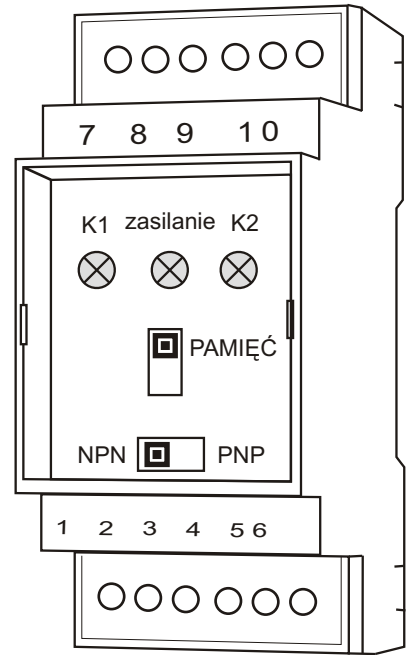 7 8 9 10
K1 zasilanie K2
PAMIĘĆ
NPN PNP
1 2 3 4 5 6